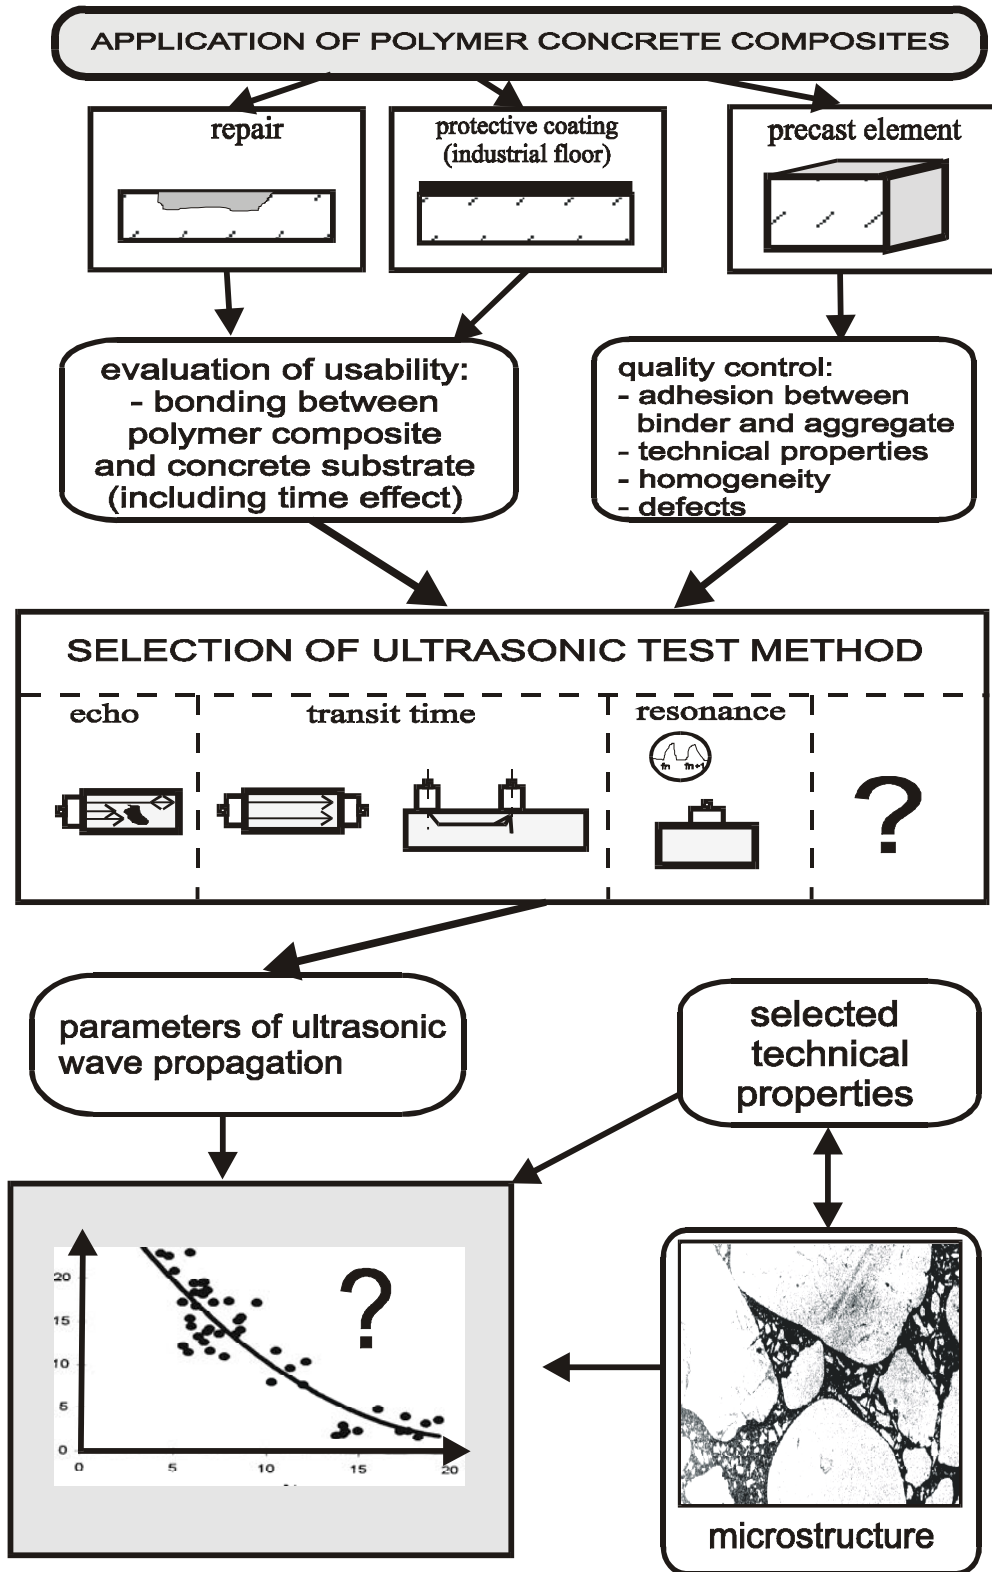 APPLICATION OF POLYMER CONCRETE COMPOSITES
repair
protective coating
(industrial floor)
precast element
evaluation of usability:
- bonding between
polymer composite
and concrete substrate
(including time effect)
quality control:
- adhesion between
binder and aggregate
- technical properties
- homogeneity
- defects
SELECTION OF ULTRASONIC TEST METHOD
echo
transit time
resonance
fn fn+1
?
parameters of ultrasonic
wave propagation
selected
technical
properties
?
20
15
10
5
0
0 5 10 15 20
microstructure